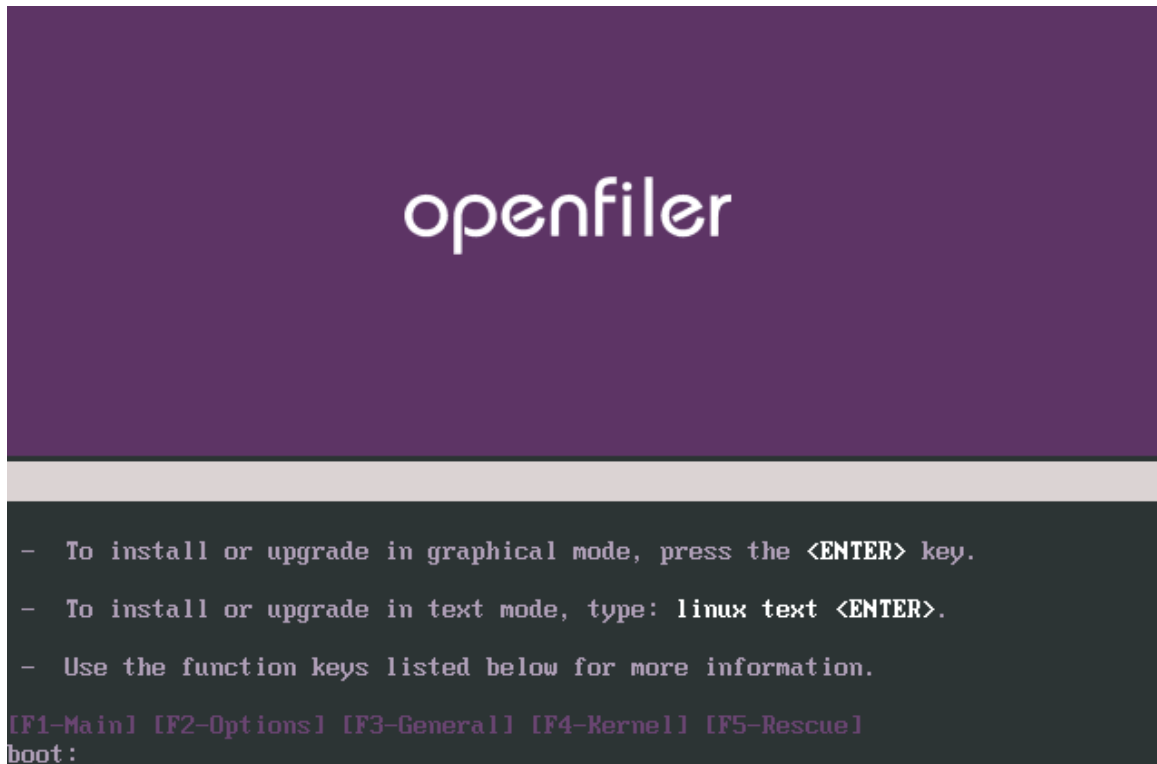 openfiler
- To install or upgrade in graphical mode, press the <ENTER> key.
- To install or upgrade in text mode, type: linux text <ENTER>.
- Use the function keys listed below for more information.
[F1-Main] [F2-Options] [F3-General] [F4-Kernel] [F5-Rescue]
boot: